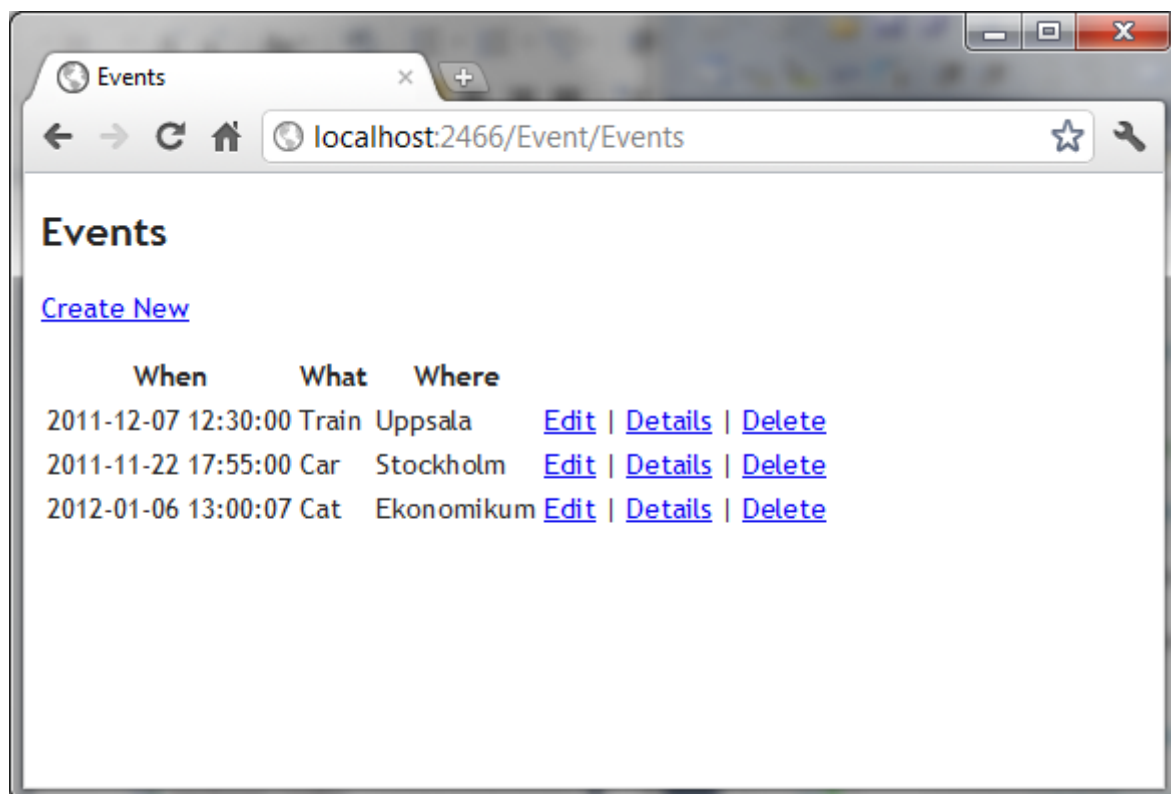 Events
localhost:2466/Event/Events
Events
Create New
When What Where
2011-12-07 12:30:00 Train Uppsala Edit | Details | Delete
2011-11-22 17:55:00 Car Stockholm Edit | Details | Delete
2012-01-06 13:00:07 Cat Ekonomikum Edit | Details | Delete